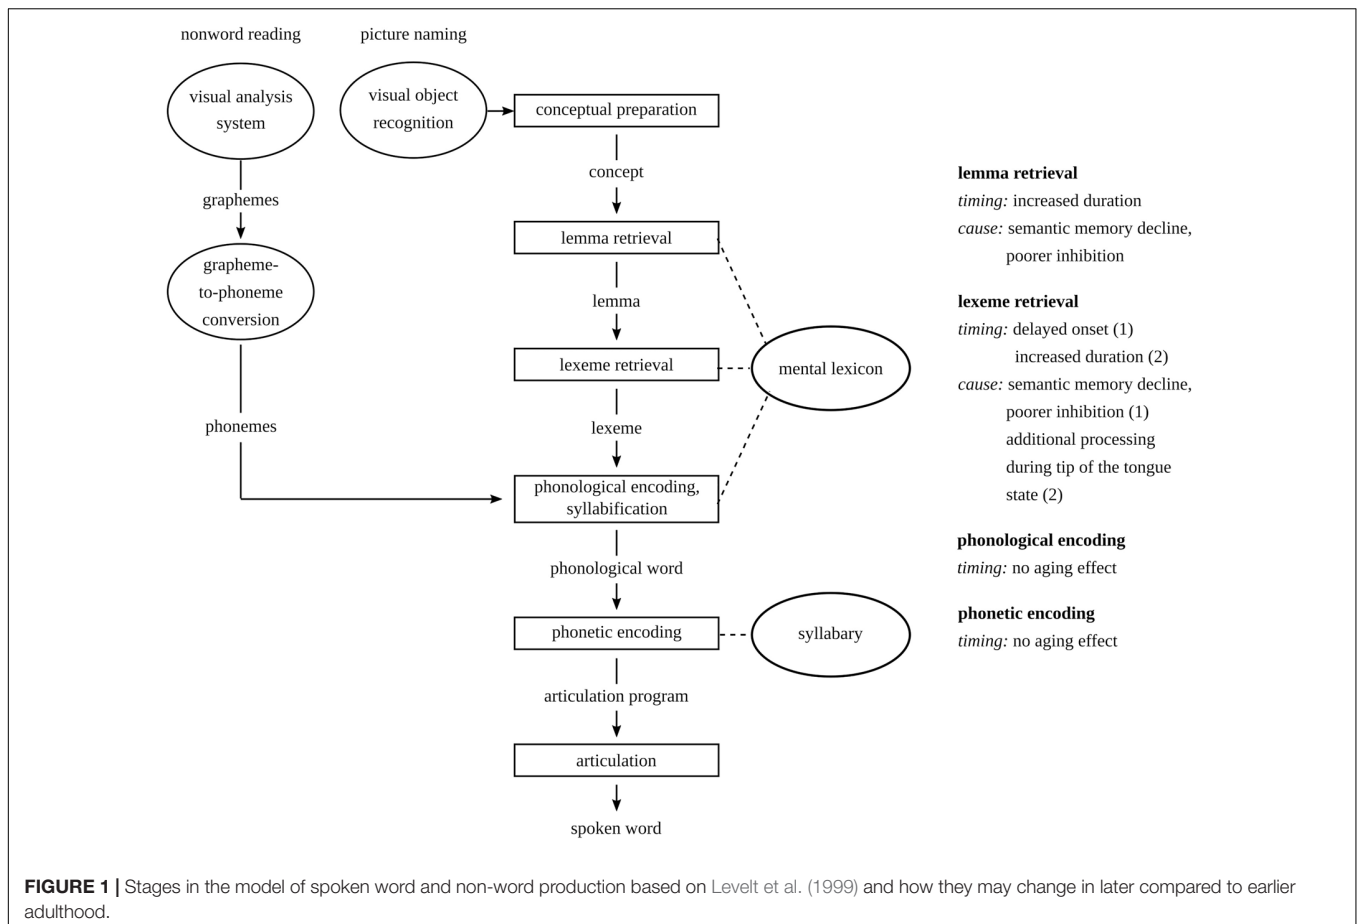 nonword reading
picture naming
visual analysis
system
visual object
recognition
conceptual preparation
graphemes
concept
grapheme-
to-phoneme
conversion
lemma retrieval
lemma
lexeme retrieval
mental lexicon
phonemes
lexeme
phonological encoding,
syllabification
phonological word
phonetic encoding
syllabary
articulation program
articulation
spoken word
lemma retrieval
timing: increased duration
cause: semantic memory decline,
poorer inhibition
lexeme retrieval
timing: delayed onset (1)
increased duration (2)
cause: semantic memory decline,
poorer inhibition (1)
additional processing
during tip of the tongue
state (2)
phonological encoding
timing: no aging effect
phonetic encoding
timing: no aging effect
FIGURE 1 | Stages in the model of spoken word and non-word production based on Levelt et al. (1999) and how they may change in later compared to earlier
adulthood.